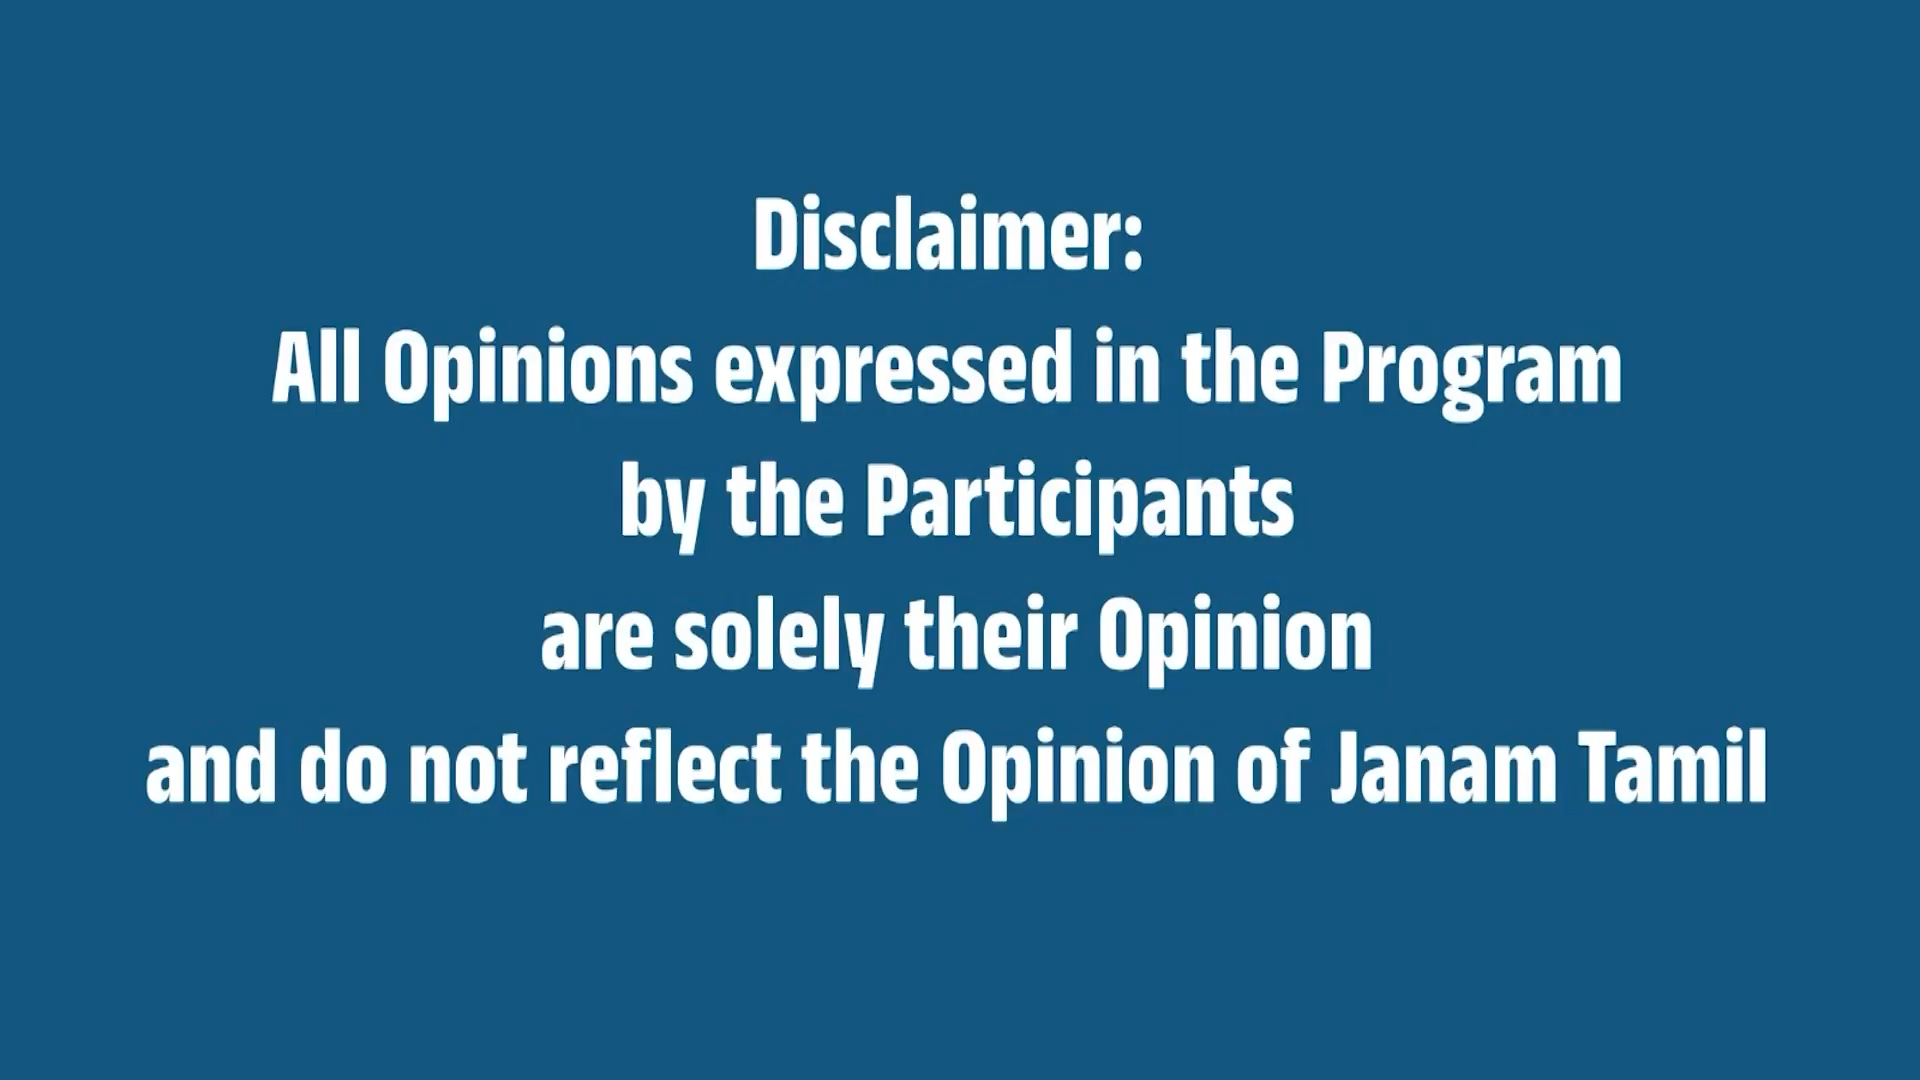 Disclaimer:
All Opinions expressed in the Program
by the Participants
are solely their Opinion
and do not reflect the Opinion of Janam Tamil